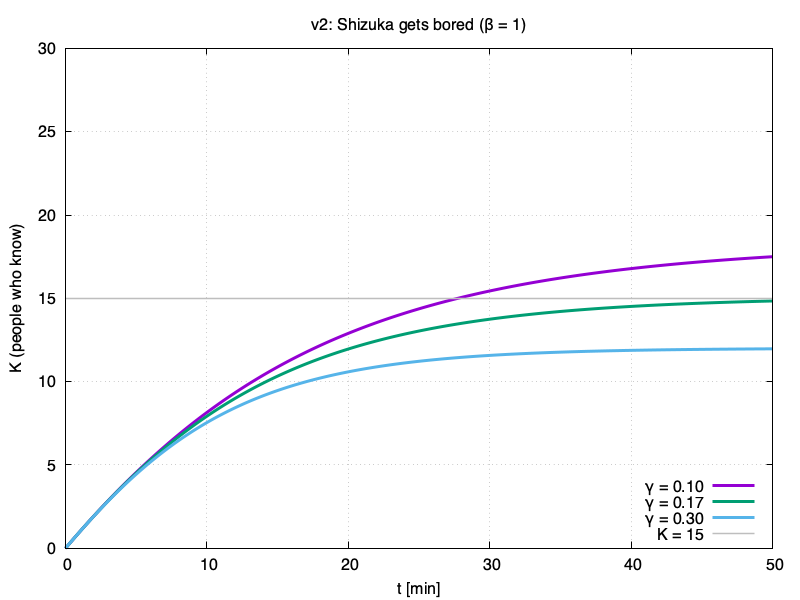 v2: Shizuka gets bored (β = 1)
30
25
20
15
10
5
0
K (people who know)
γ = 0.10
γ = 0.17
γ = 0.30
K = 15
0 10 20 30 40 50
t [min]